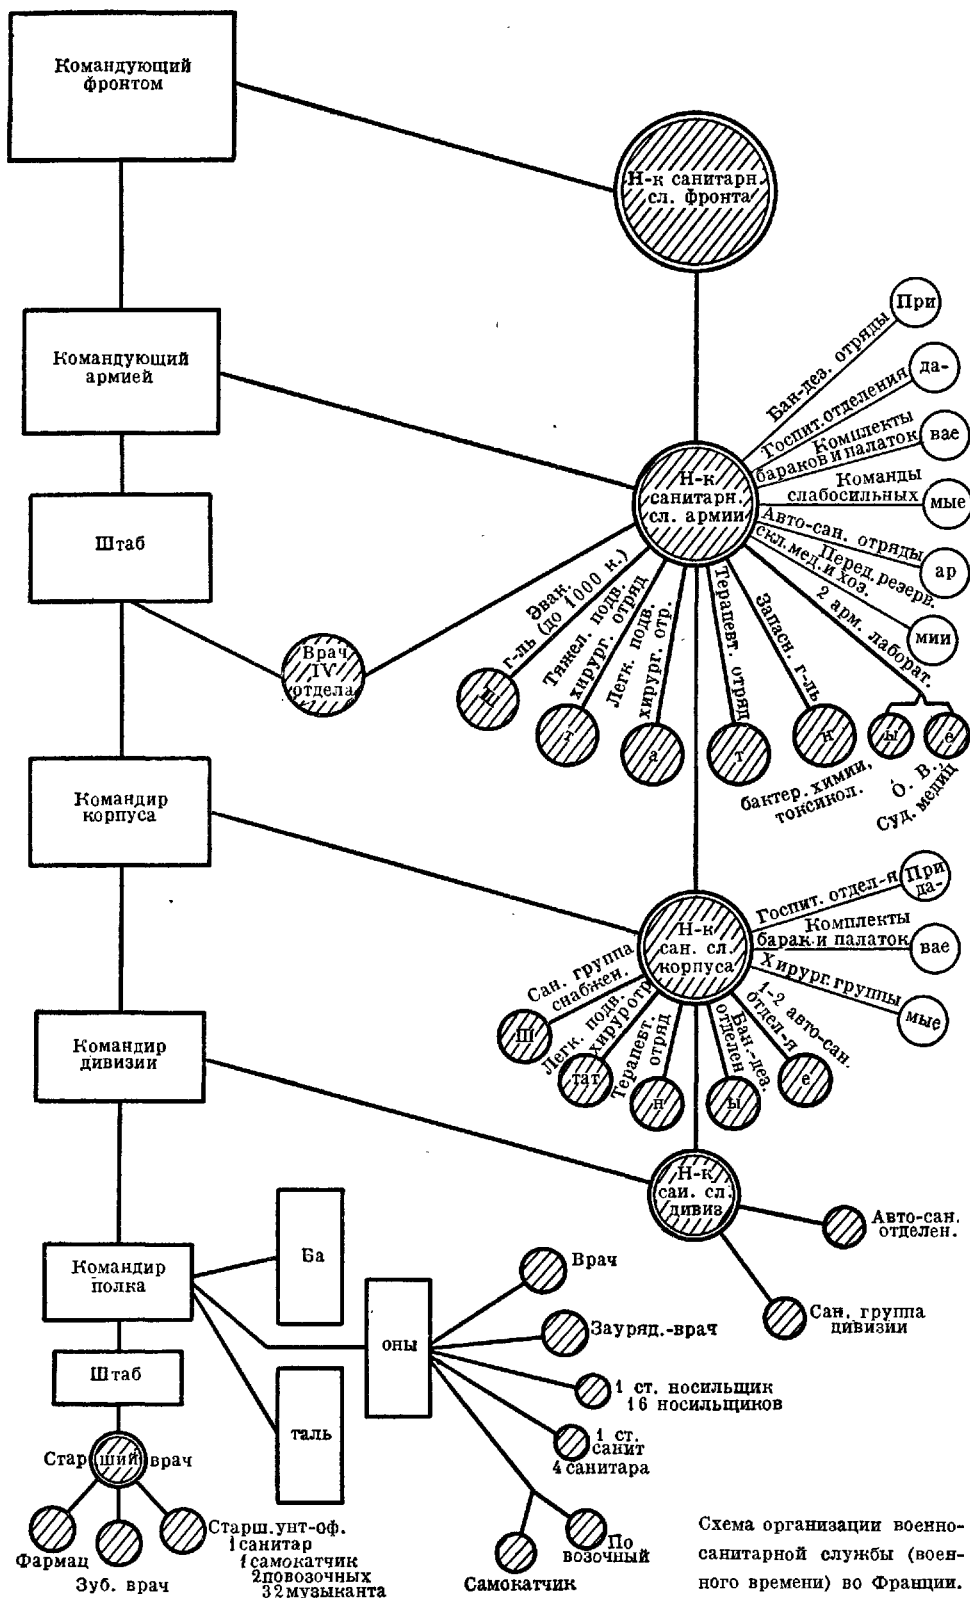 Командующий
фронтом
Н-к санитарн.
сл. фронта
Командующий
армией
Н-к
санитарн.
сл. армии
Бан-дез. отряды
При
Госпит. отделения
да-
Комплекты
бараков и палаток
вае
Команды
слабосильных
мые
Авто-сан. отряды
ар
Перед. резерв.
скл. мед. и хоз.
мии
Штаб
Врач
IV
отдела
Эвак.
г-ль (до 1000 к.)
Тяжел. подв.
хирург. отряд
г
Легк. подв.
хирург. отр.
а
Терапевт. отряд
т
Запасн. г-ль
н
2 арм. лаборат.
ы
е
бактер. химии,
токсикол.
О. В.,
Суд. медиц
Командир
корпуса
Н-к
сан. сл.
корпуса
Госпит. отдел-я
При
да-
Комплекты
барак. и палаток
вае
Хирург. группы
мые
Сан. группа
снабжен.
Ш
Легк. подв.
хирур отр.
тат
Терапевт.
отряд
н
Бан.-дез.
отделен
ы
1-2 авто-сан.
отдел-я
е
Командир
дивизии
Н-к
саи. сл.
дивиз
Авто-сан.
отделен.
Сан. группа
дивизии
Командир
полка
Ба
таль
оны
Врач
Зауряд.-врач
1 ст. носильщик
16 носильщиков
1 ст.
санит
4 санитара
По
возочный
Самокатчик
Штаб
Стар ший врач
Фармац
Зуб. врач
Старш. унт-оф.
1 санитар
1 самокатчик
2 повозочных
32 музыканта
Схема организации военно-
санитарной службы (воен-
ного времени) во Франции.